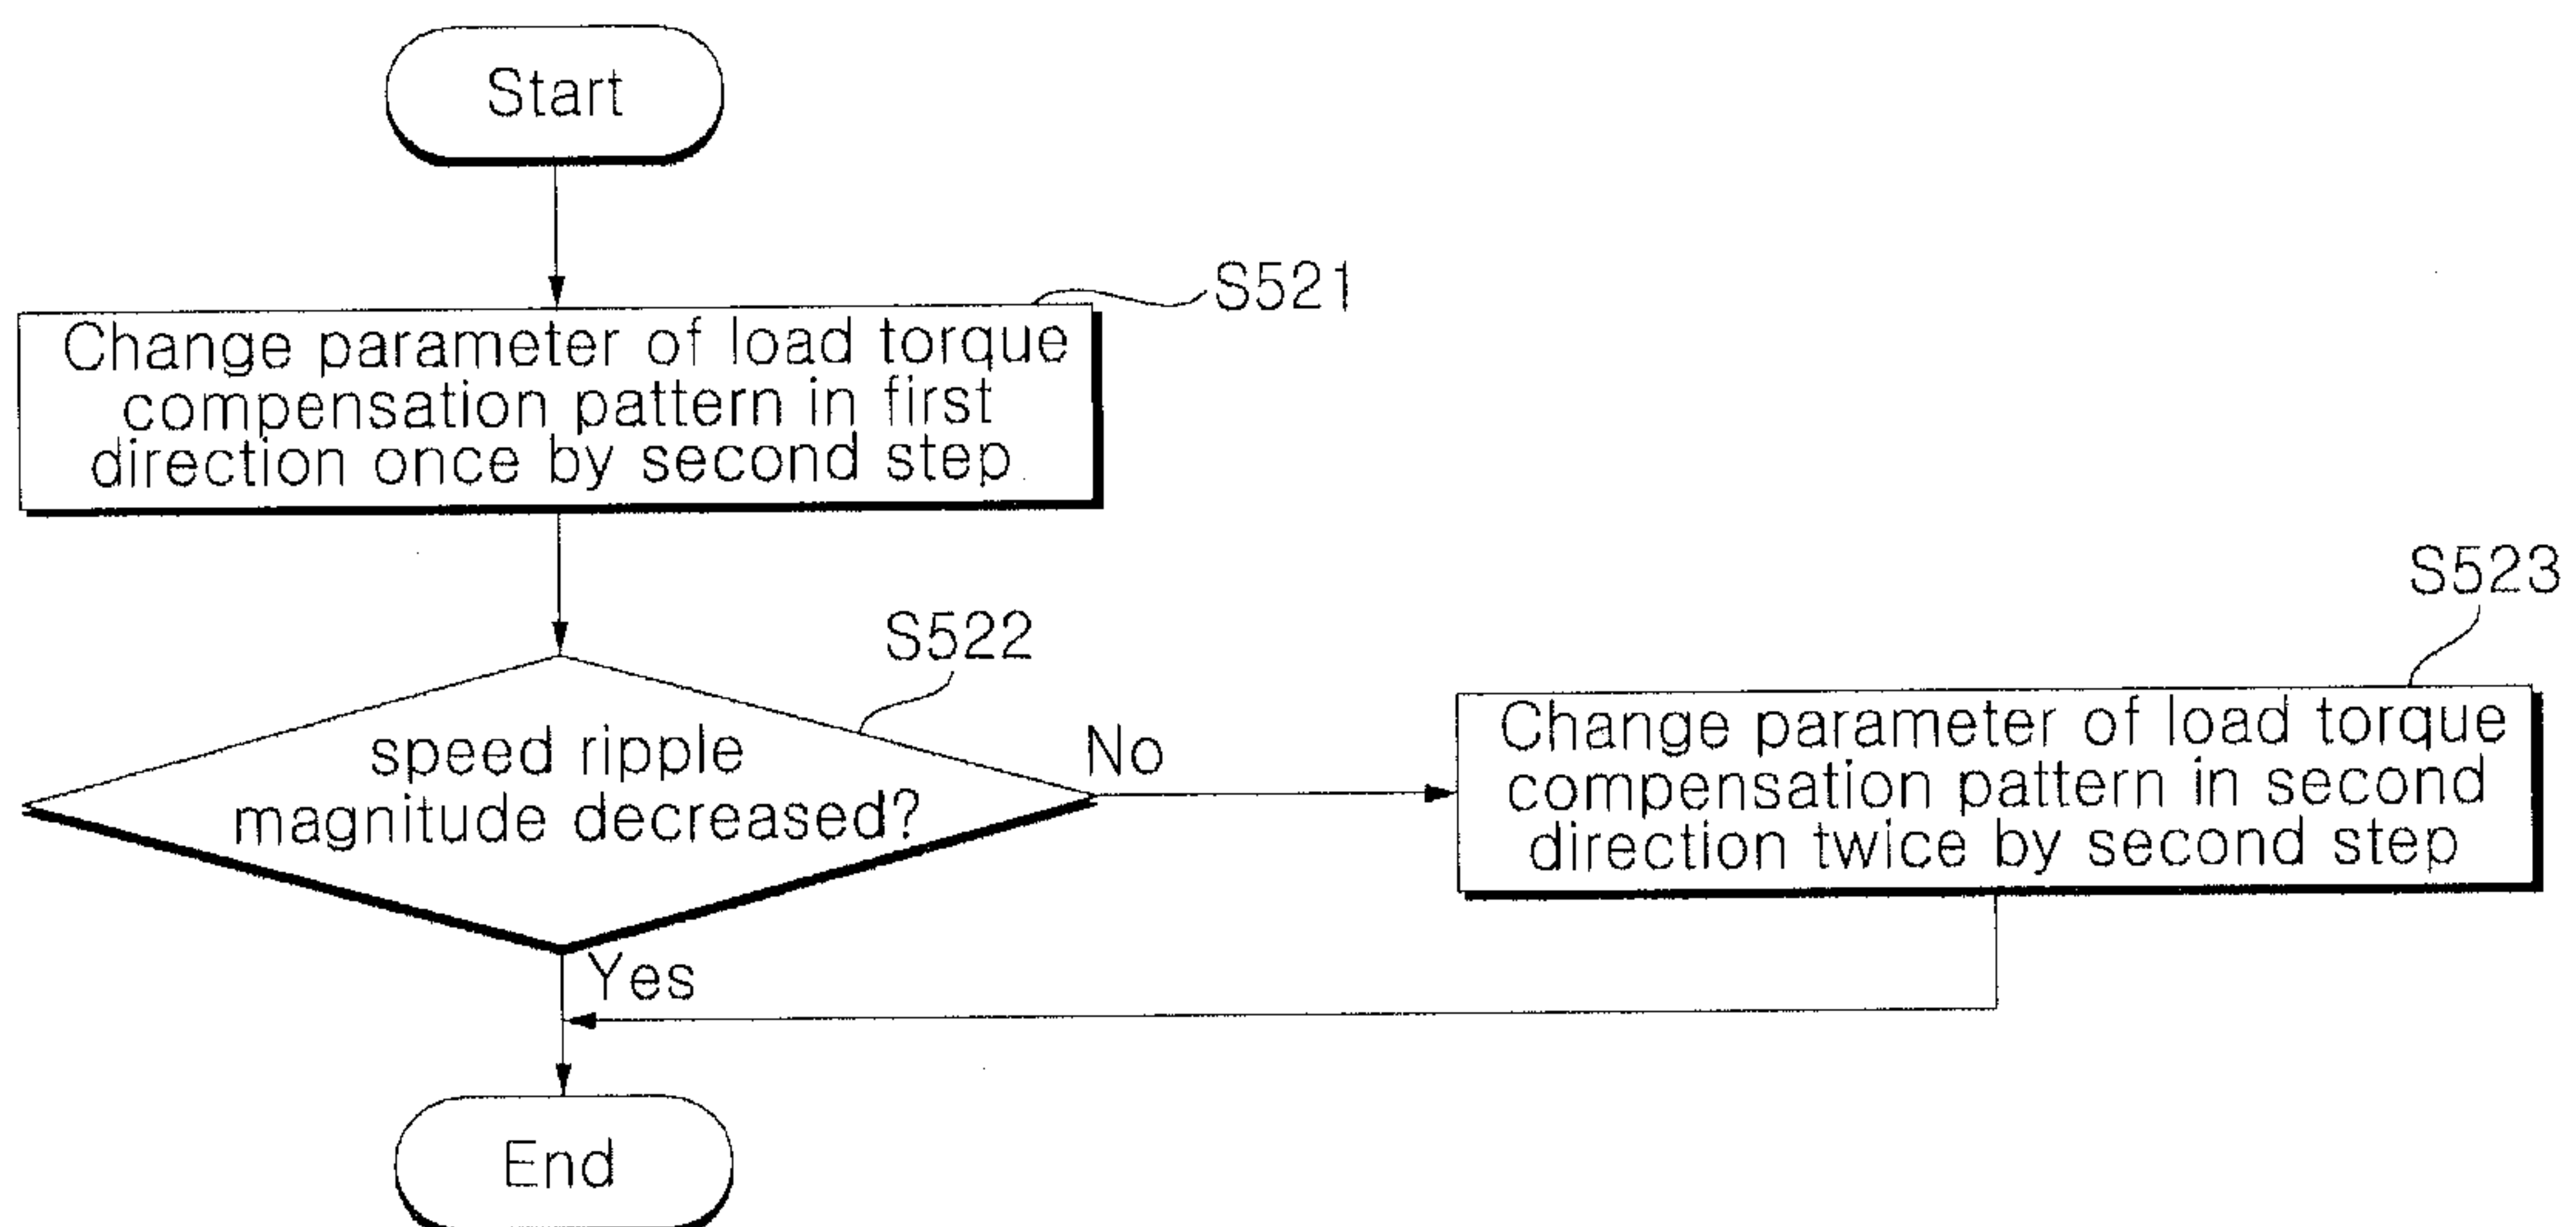 Start
S521
Change parameter of load torque
compensation pattern in first
direction once by second step
S522
speed ripple
magnitude decreased?
No
S523
Change parameter of load torque
compensation pattern in second
direction twice by second step
Yes
End